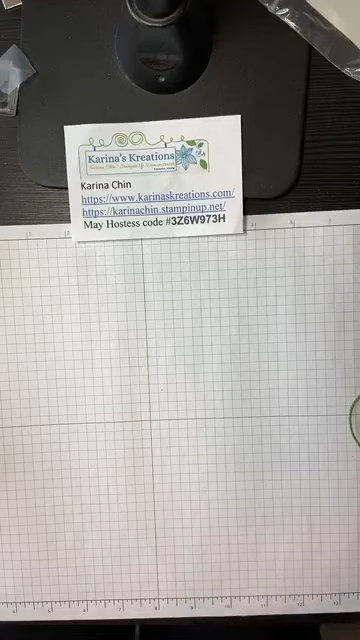 Karina's Kreations
Karina Chin
https://www.karinaskreations.com/
https://karinachin.stampinup.net/
May Hostess code #3Z6W973H